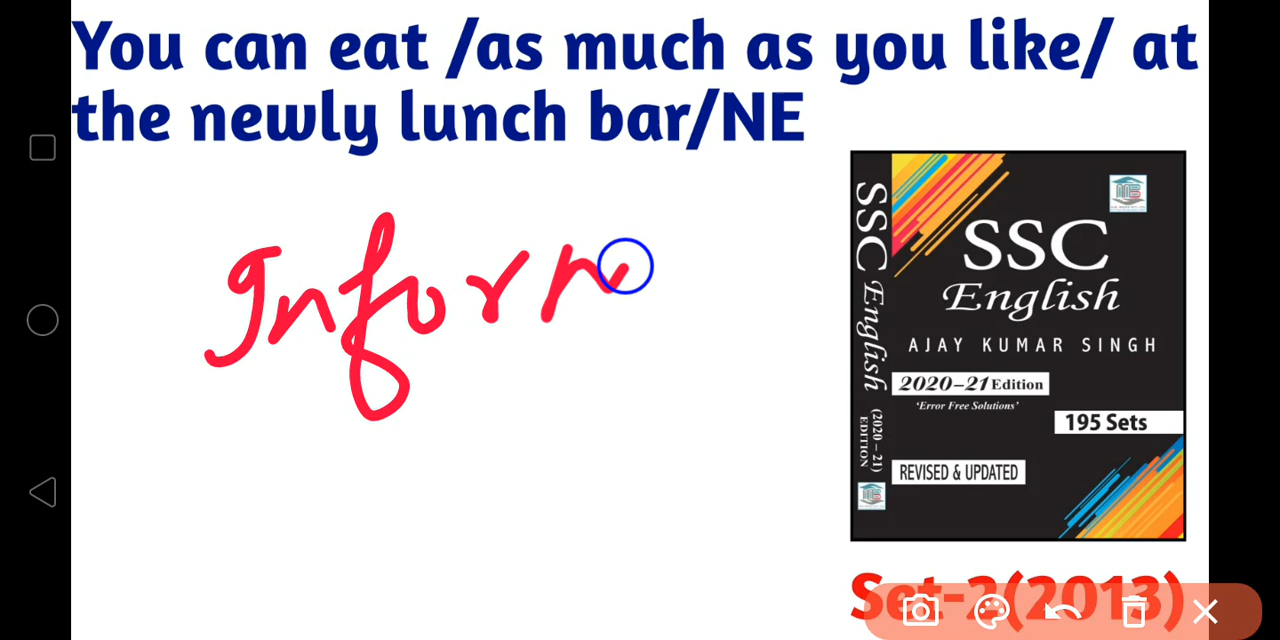 You can eat /as much as you like/ at
the newly lunch bar/NE
Inform
SSC English (2020-21) EDITION
SSC
English
AJAY KUMAR SINGH
2020-21 Edition
'Error Free Solutions'
195 Sets
REVISED & UPDATED
Set-2(2013)